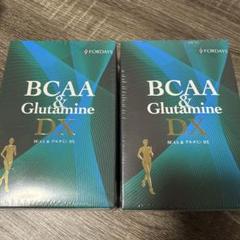 FORDAYS
BCAA
&
Glutamine
DX
FORDAYS
BCAA
&
Glutamine
DX